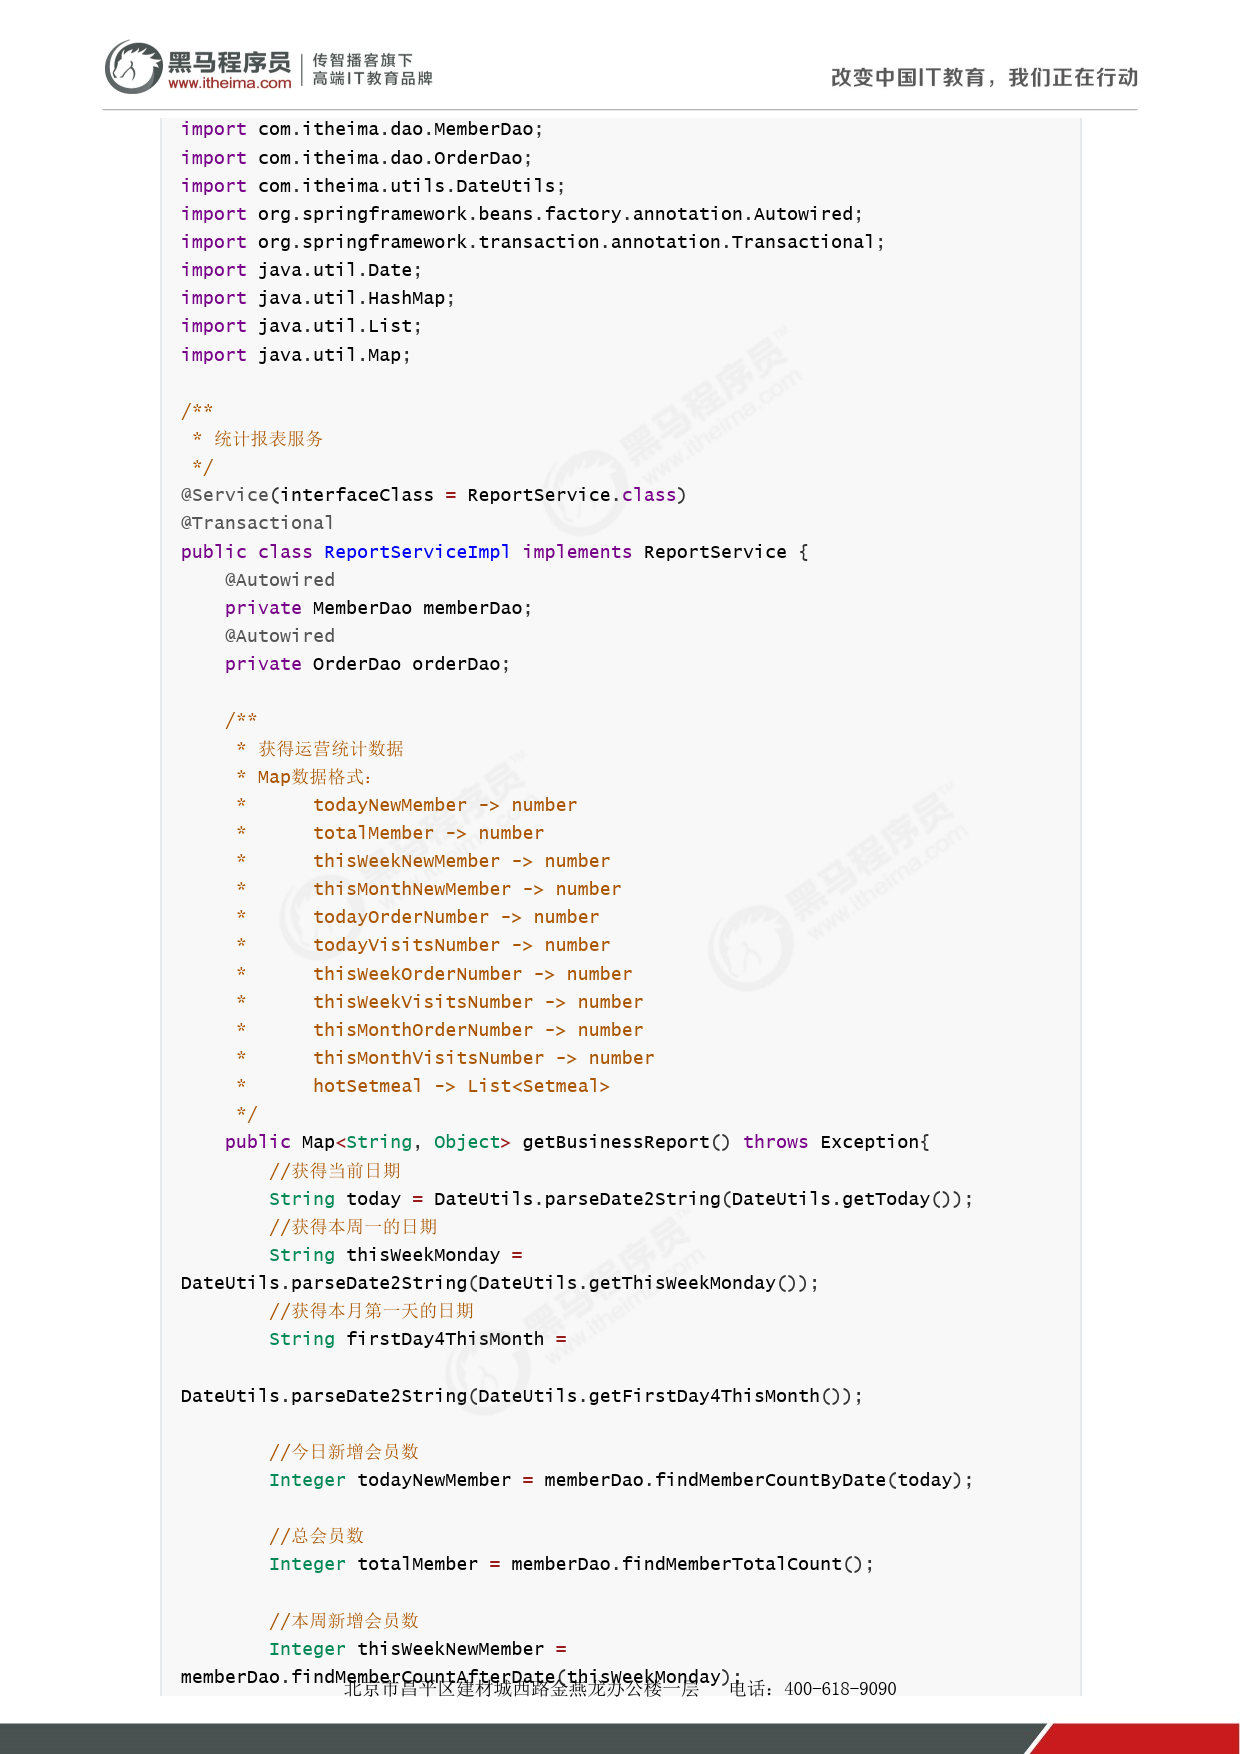 黑马程序员
www.itheima.com
传智播客旗下
高端IT教育品牌
改变中国IT教育，我们正在行动
import com.itheima.dao.MemberDao;
import com.itheima.dao.OrderDao;
import com.itheima.utils.DateUtils;
import org.springframework.beans.factory.annotation.Autowired;
import org.springframework.transaction.annotation.Transactional;
import java.util.Date;
import java.util.HashMap;
import java.util.List;
import java.util.Map;

/**
 * 统计报表服务
 */
@Service(interfaceClass = ReportService.class)
@Transactional
public class ReportServiceImpl implements ReportService {
    @Autowired
    private MemberDao memberDao;
    @Autowired
    private OrderDao orderDao;

    /**
     * 获得运营统计数据
     * Map数据格式：
     *      todayNewMember -> number
     *      totalMember -> number
     *      thisWeekNewMember -> number
     *      thisMonthNewMember -> number
     *      todayOrderNumber -> number
     *      todayVisitsNumber -> number
     *      thisWeekOrderNumber -> number
     *      thisWeekVisitsNumber -> number
     *      thisMonthOrderNumber -> number
     *      thisMonthVisitsNumber -> number
     *      hotSetmeal -> List<Setmeal>
     */
    public Map<String, Object> getBusinessReport() throws Exception{
        //获得当前日期
        String today = DateUtils.parseDate2String(DateUtils.getToday());
        //获得本周一的日期
        String thisWeekMonday =
DateUtils.parseDate2String(DateUtils.getThisWeekMonday());
        //获得本月第一天的日期
        String firstDay4ThisMonth =

DateUtils.parseDate2String(DateUtils.getFirstDay4ThisMonth());

        //今日新增会员数
        Integer todayNewMember = memberDao.findMemberCountByDate(today);

        //总会员数
        Integer totalMember = memberDao.findMemberTotalCount();

        //本周新增会员数
        Integer thisWeekNewMember =
memberDao.findMemberCountAfterDate(thisWeekMonday);
北京市昌平区建材城西路金燕龙办公楼一层   电话：400-618-9090